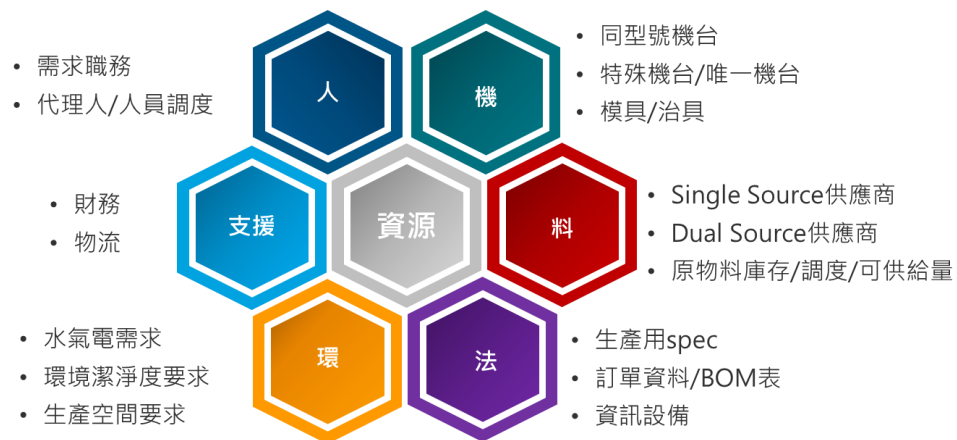 人
• 需求職務
• 代理人/人員調度
機
• 同型號機台
• 特殊機台/唯一機台
• 模具/治具
支援
• 財務
• 物流
資源
料
• Single Source供應商
• Dual Source供應商
• 原物料庫存/調度/可供給量
環
• 水氣電需求
• 環境潔淨度要求
• 生產空間要求
法
• 生產用spec
• 訂單資料/BOM表
• 資訊設備